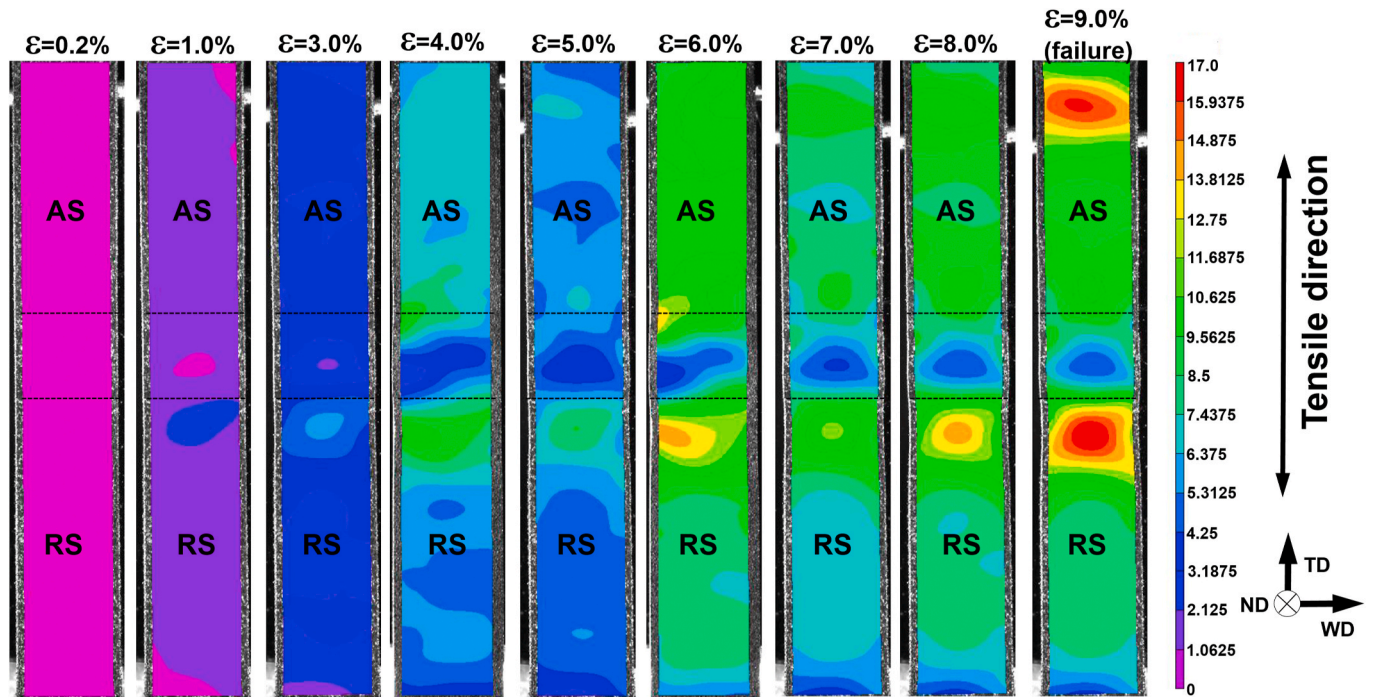 ε=0.2%
ε=1.0%
ε=3.0%
ε=4.0%
ε=5.0%
ε=6.0%
ε=7.0%
ε=8.0%
ε=9.0%
(failure)
AS
AS
AS
AS
AS
AS
AS
AS
AS
RS
RS
RS
RS
RS
RS
RS
RS
RS
17.0
15.9375
14.875
13.8125
12.75
11.6875
10.625
9.5625
8.5
7.4375
6.375
5.3125
4.25
3.1875
2.125
1.0625
0
Tensile direction
TD
ND
WD